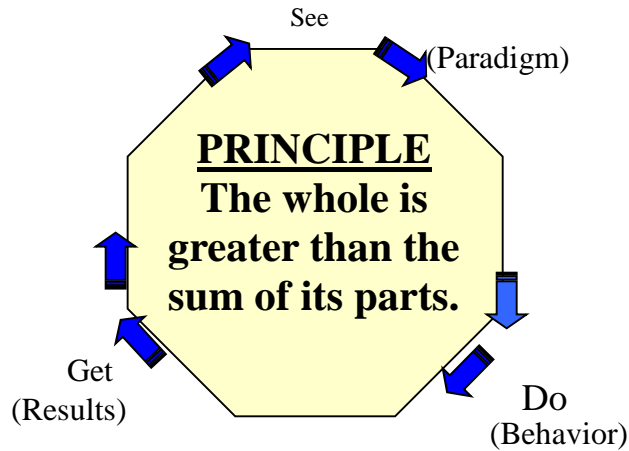 See
(Paradigm)
PRINCIPLE
The whole is
greater than the
sum of its parts.
Get
(Results)
Do
(Behavior)